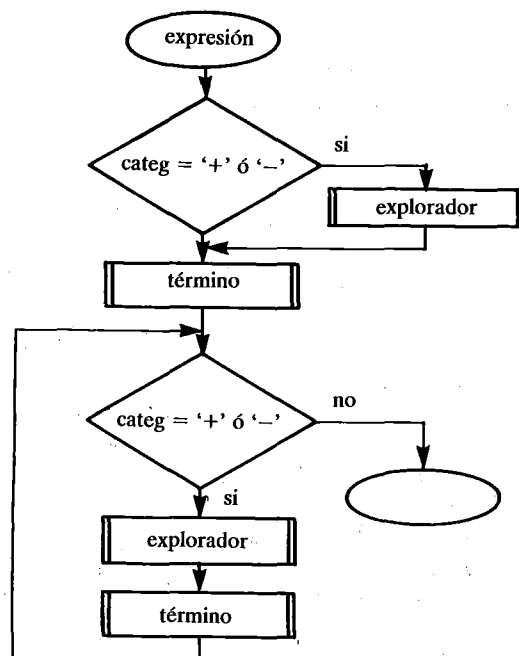 expresión
categ = ‘+’ ó ‘–’
si
explorador
término
categ = ‘+’ ó ‘–’
no
si
explorador
término